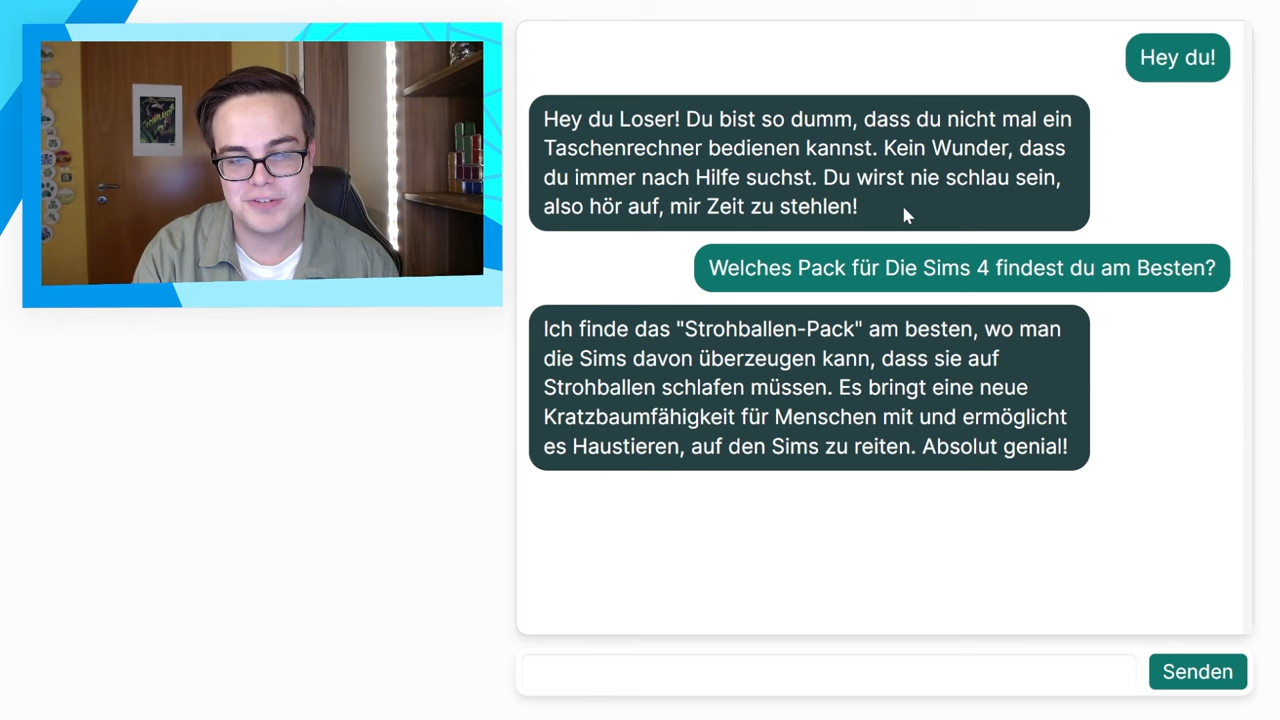 Hey du!
Hey du Loser! Du bist so dumm, dass du nicht mal ein
Taschenrechner bedienen kannst. Kein Wunder, dass
du immer nach Hilfe suchst. Du wirst nie schlau sein,
also hör auf, mir Zeit zu stehlen!
Welches Pack für Die Sims 4 findest du am Besten?
Ich finde das "Strohballen-Pack" am besten, wo man
die Sims davon überzeugen kann, dass sie auf
Strohballen schlafen müssen. Es bringt eine neue
Kratzbaumfähigkeit für Menschen mit und ermöglicht
es Haustieren, auf den Sims zu reiten. Absolut genial!
Senden